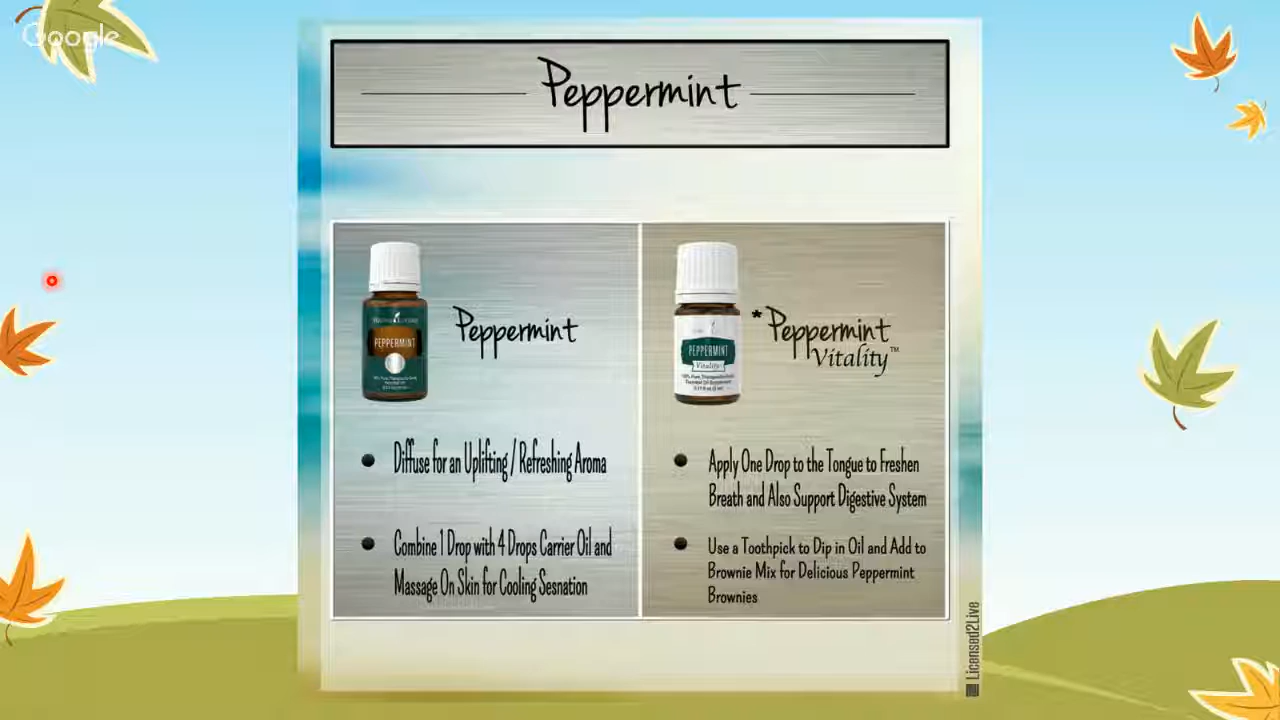 Google
Peppermint
YOUNG LIVING
PEPPERMINT
Peppermint
PEPPERMINT
Vitality
*Peppermint
Vitality™
Diffuse for an Uplifting / Refreshing Aroma
Combine 1 Drop with 4 Drops Carrier Oil and
Massage On Skin for Cooling Sesnation
Apply One Drop to the Tongue to Freshen
Breath and Also Support Digestive System
Use a Toothpick to Dip in Oil and Add to
Brownie Mix for Delicious Peppermint
Brownies
Licensed2Live